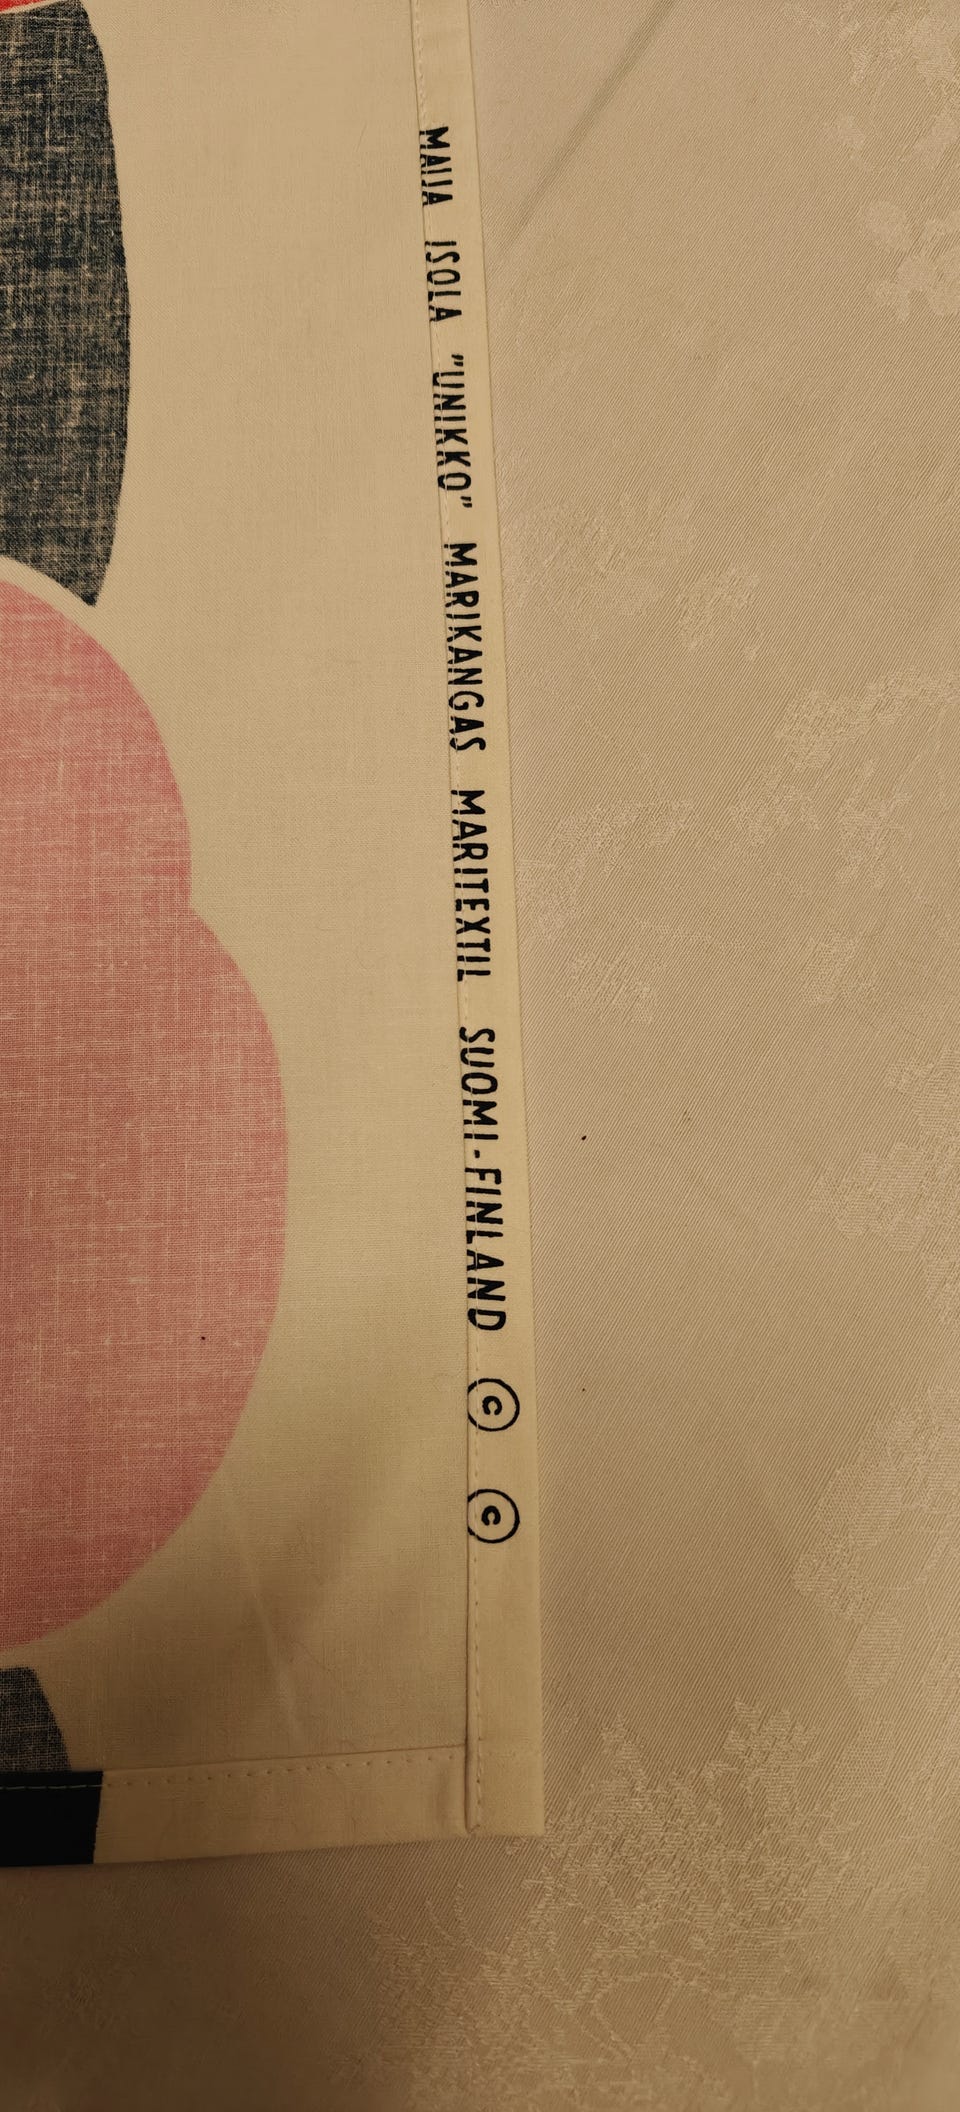 MAIJA ISOLA "UNIKKO" MARIKANGAS MARITEXTIL SUOMI-FINLAND © ©